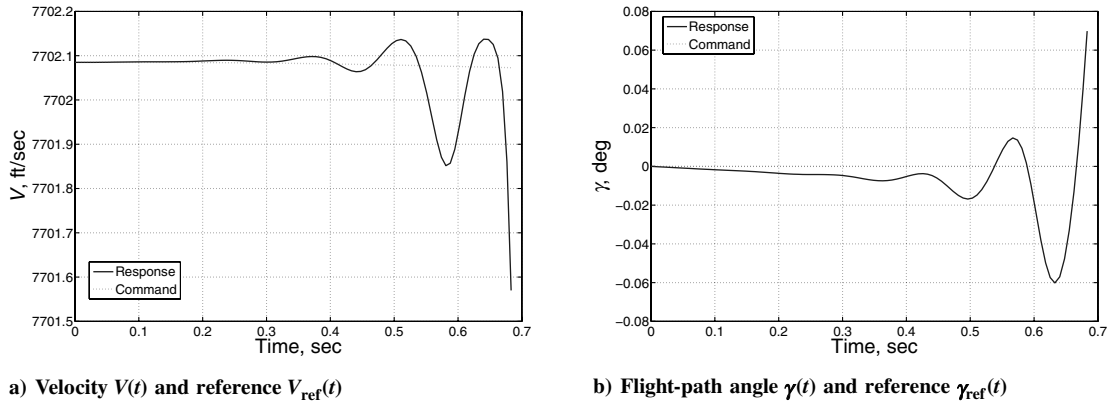 7702.2
7702.1
7702
7701.9
7701.8
7701.7
7701.6
7701.5
V, ft/sec
Response
Command
0 0.1 0.2 0.3 0.4 0.5 0.6 0.7
Time, sec
a) Velocity V(t) and reference Vref(t)
0.08
0.06
0.04
0.02
0
−0.02
−0.04
−0.06
−0.08
γ, deg
Response
Command
0 0.1 0.2 0.3 0.4 0.5 0.6 0.7
Time, sec
b) Flight-path angle γ(t) and reference γref(t)